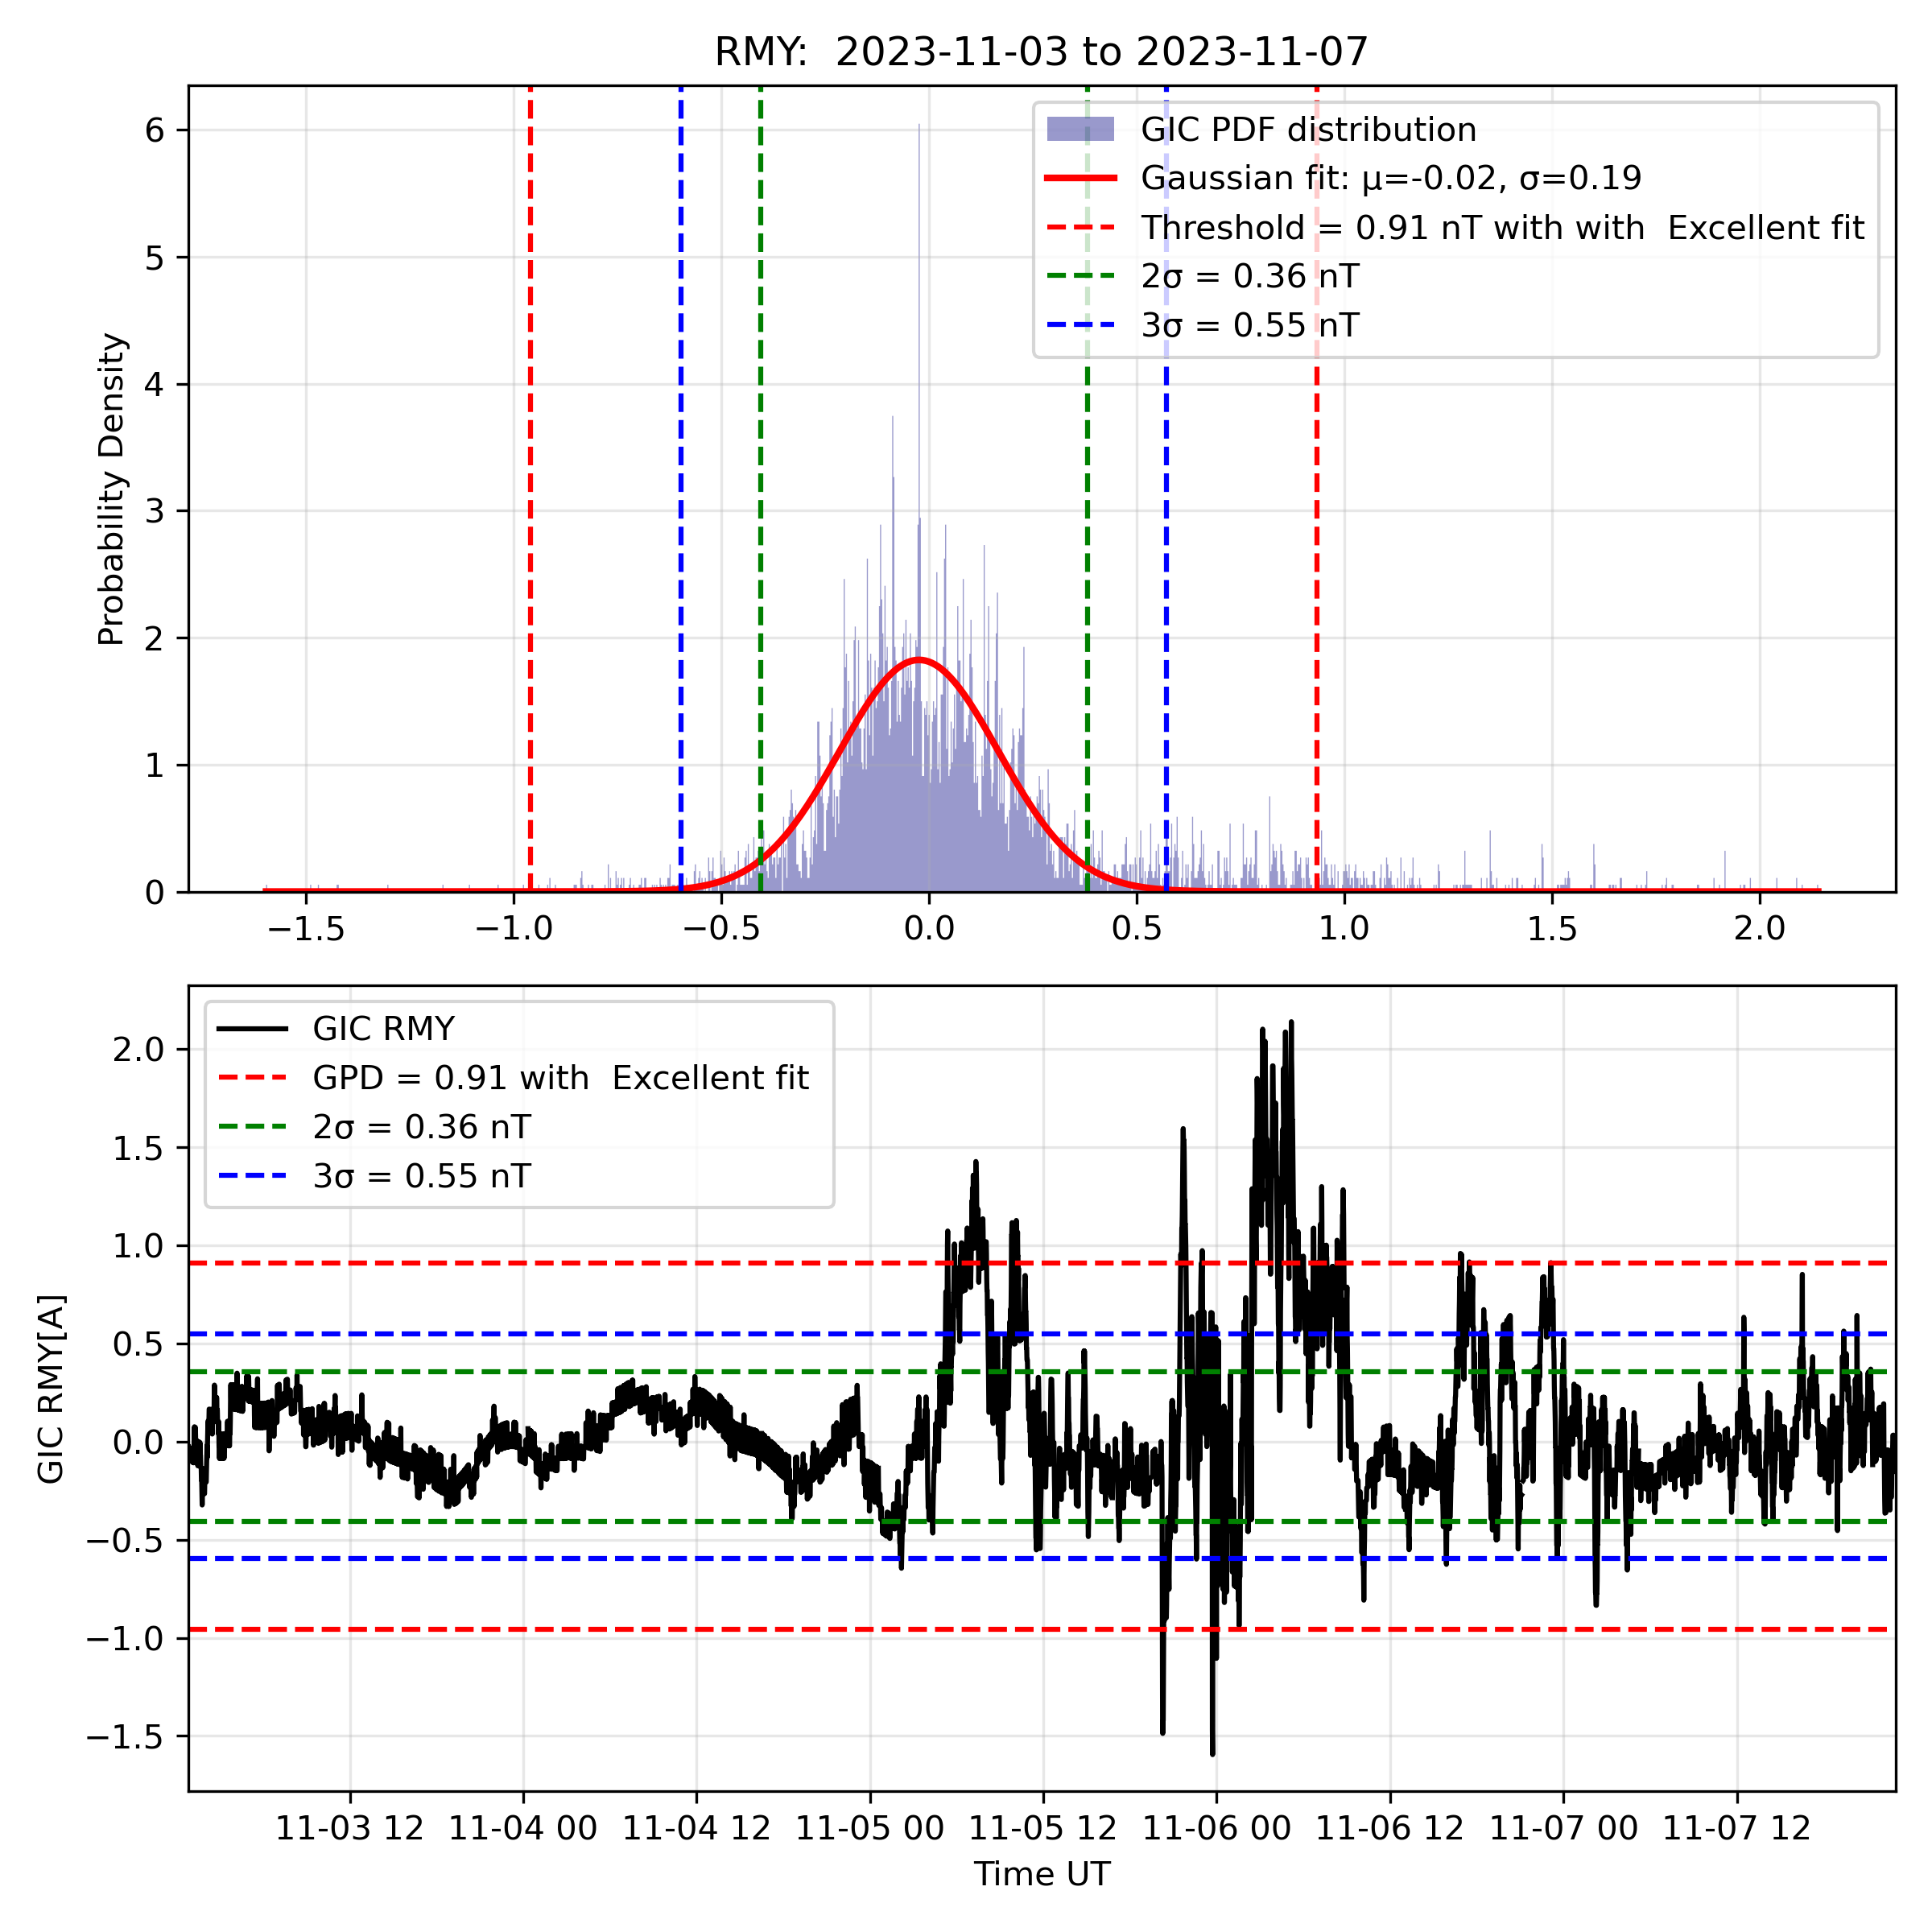 RMY:  2023-11-03 to 2023-11-07
Probability Density
6
5
4
3
2
1
0
GIC PDF distribution
Gaussian fit: μ=-0.02, σ=0.19
Threshold = 0.91 nT with with  Excellent fit
2σ = 0.36 nT
3σ = 0.55 nT
−1.5 −1.0 −0.5 0.0 0.5 1.0 1.5 2.0
GIC RMY[A]
2.0
1.5
1.0
0.5
0.0
−0.5
−1.0
−1.5
GIC RMY
GPD = 0.91 with  Excellent fit
2σ = 0.36 nT
3σ = 0.55 nT
11-03 12 11-04 00 11-04 12 11-05 00 11-05 12 11-06 00 11-06 12 11-07 00 11-07 12
Time UT